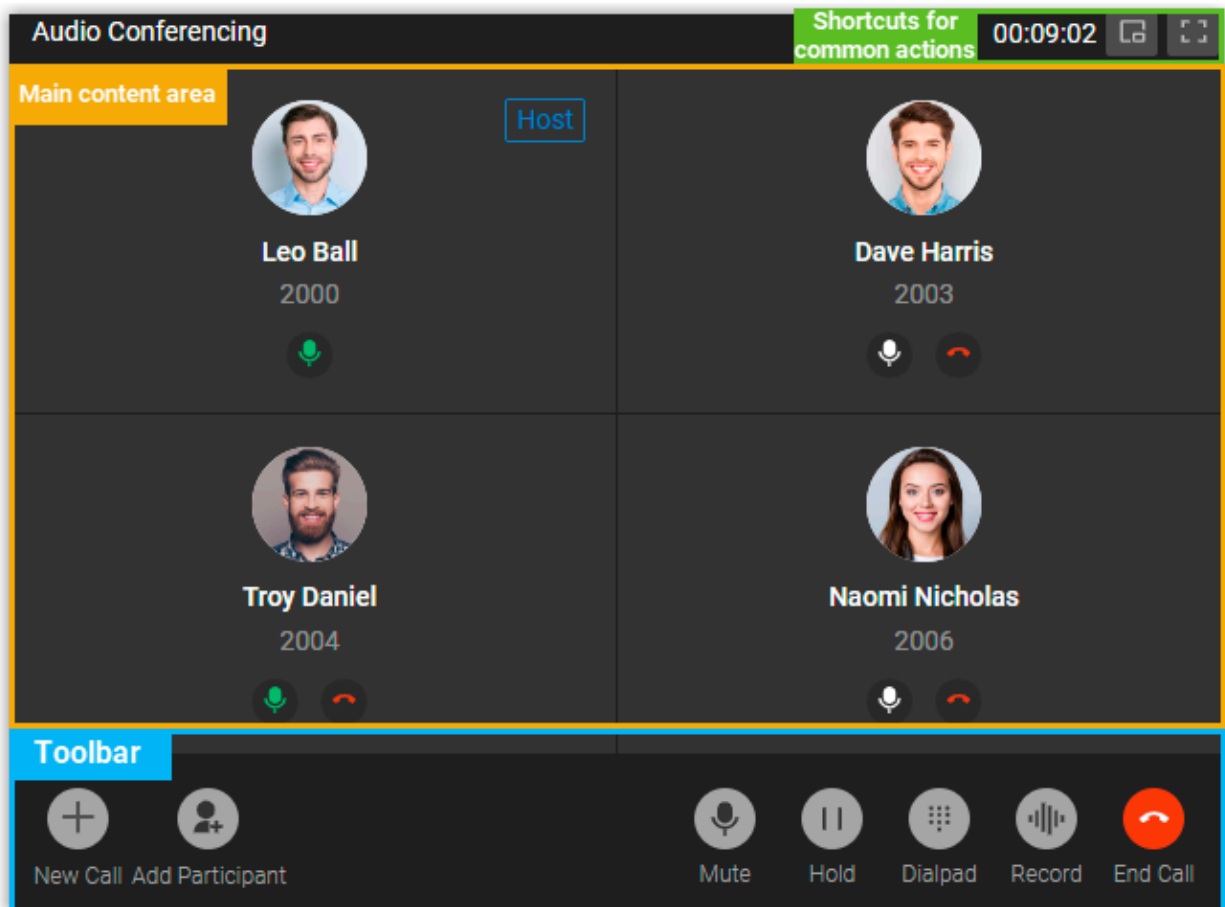 Audio Conferencing
Shortcuts for
common actions
00:09:02
Main content area
Host
Leo Ball
2000
Dave Harris
2003
Troy Daniel
2004
Naomi Nicholas
2006
Toolbar
New Call
Add Participant
Mute
Hold
Dialpad
Record
End Call